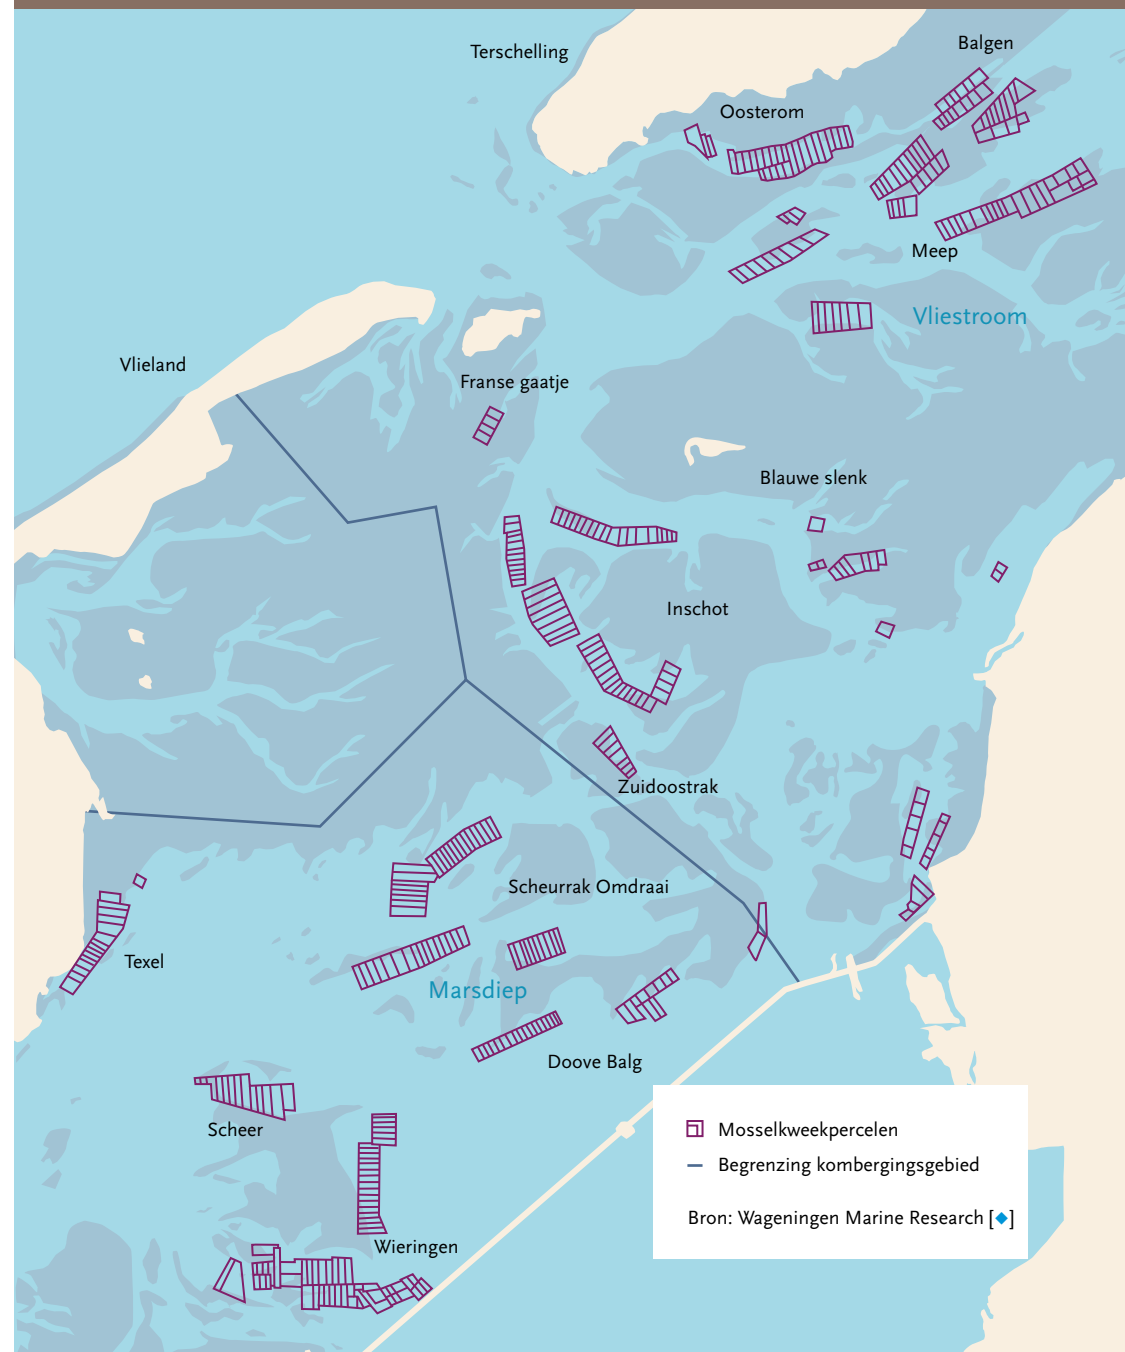 Balgen
Terschelling
Oosterom
Meep
Vliestroom
Vlieland
Franse gaatje
Blauwe slenk
Inschot
Zuidoostrak
Scheurrak Omdraai
Texel
Marsdiep
Doove Balg
Scheer
Mosselkweekpercelen
Begrenzing kombergingsgebied
Bron: Wageningen Marine Research [◆]
Wieringen